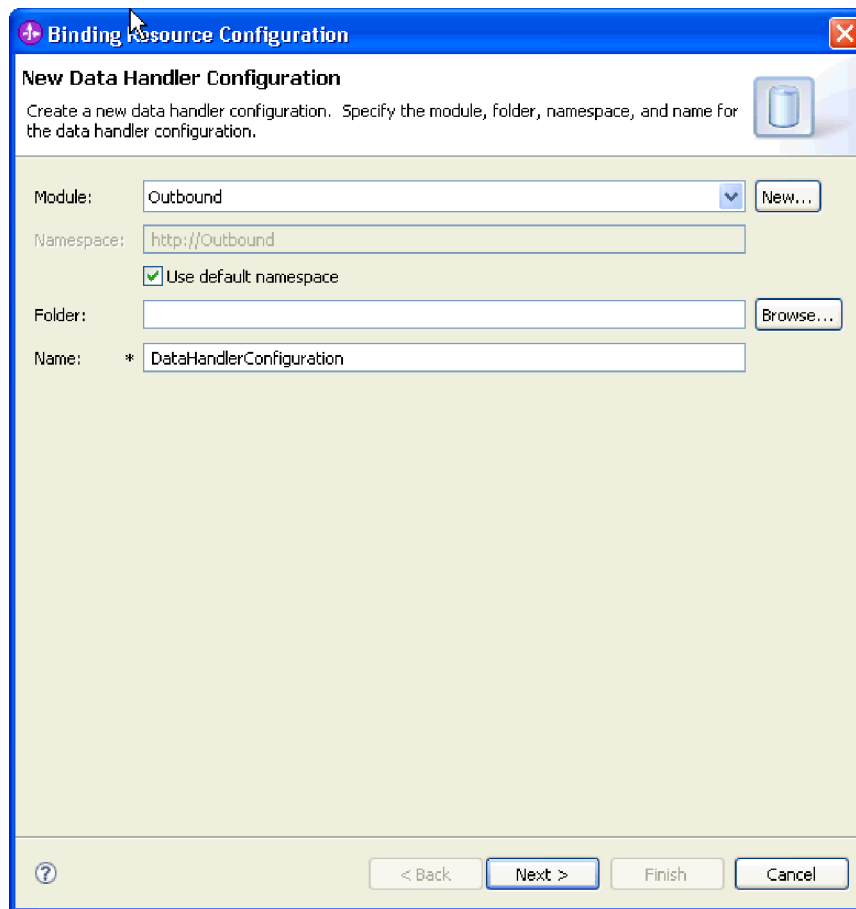 Binding Resource Configuration
New Data Handler Configuration
Create a new data handler configuration. Specify the module, folder, namespace, and name for
the data handler configuration.
Module: Outbound New...
Namespace: http://Outbound
Use default namespace
Folder: Browse...
Name: * DataHandlerConfiguration
? < Back Next > Finish Cancel